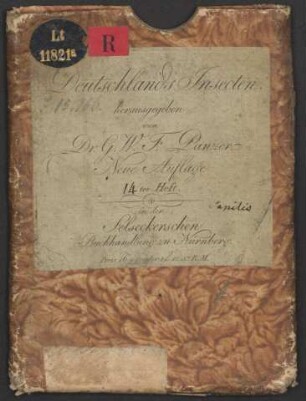 Lt
11821a
R
Deutschlands Insecten
herausgegeben
von
Dr. G. W. F. Panzer
Neue Auflage
14tes Heft
in der
Felseckerschen
Buchhandlung zu Nürnberg